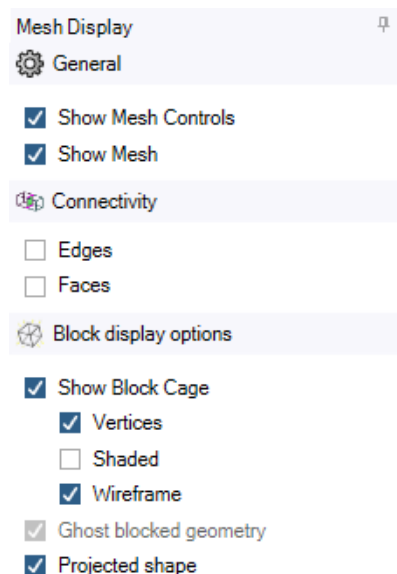 Mesh Display
General
Show Mesh Controls
Show Mesh
Connectivity
Edges
Faces
Block display options
Show Block Cage
Vertices
Shaded
Wireframe
Ghost blocked geometry
Projected shape